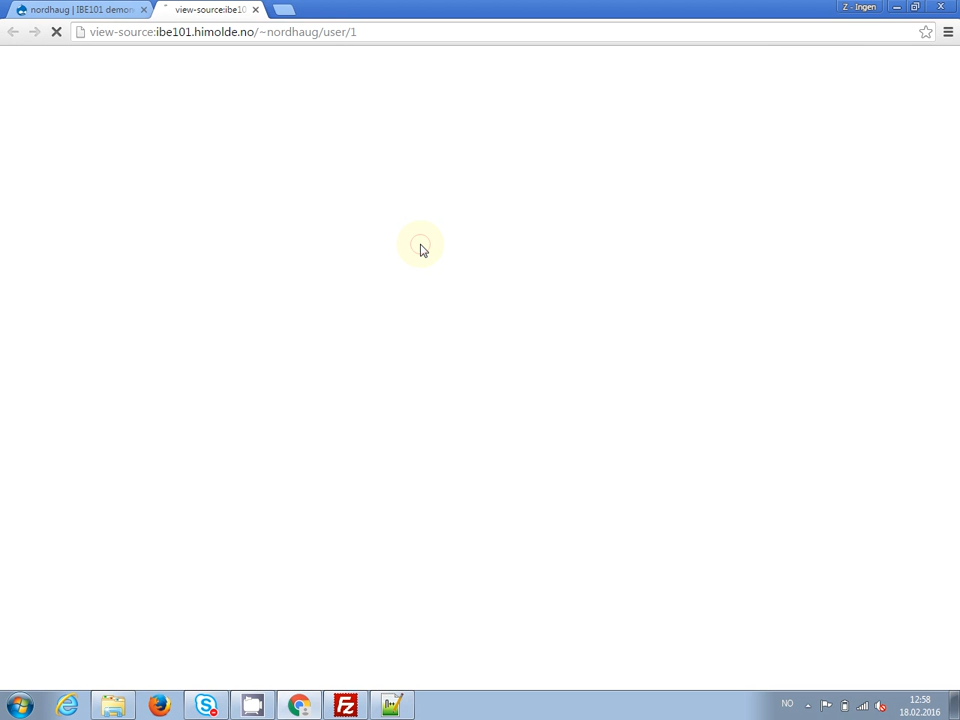 nordhaug | IBE101 demon
view-source:ibe10
Z - Ingen
view-source:ibe101.himolde.no/~nordhaug/user/1
NO
12:58
18.02.2016